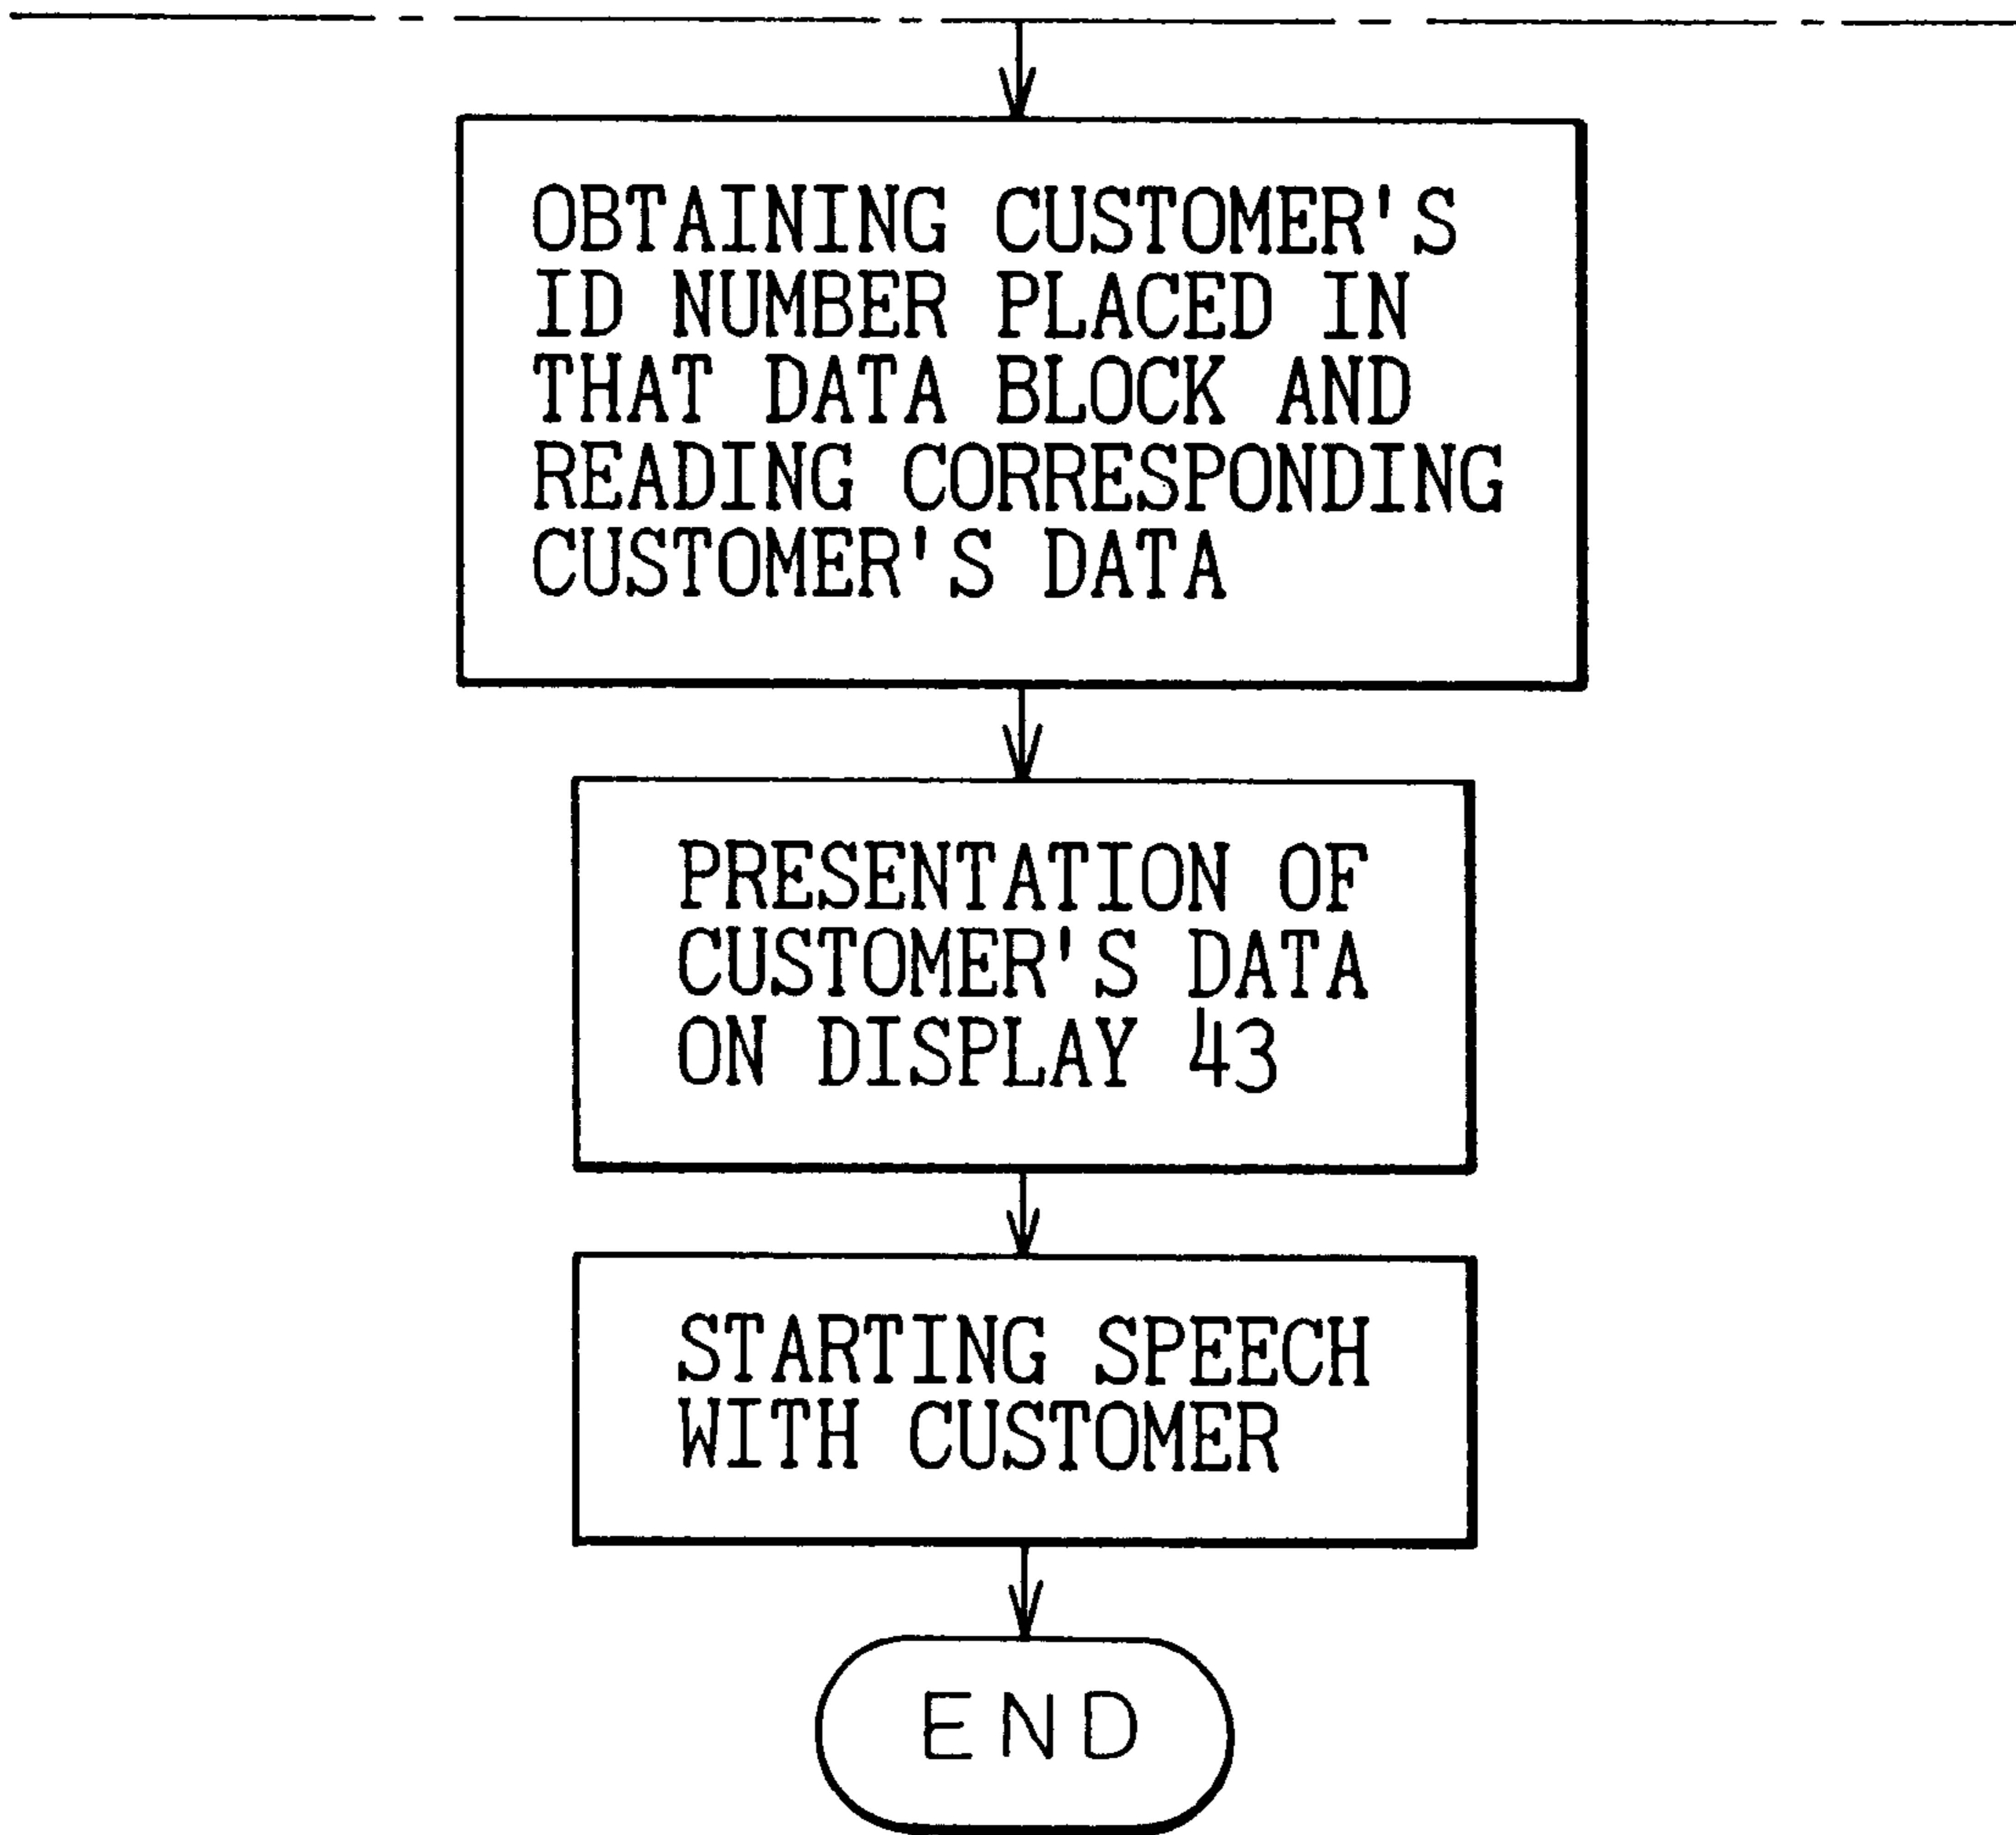 OBTAINING CUSTOMER'S
ID NUMBER PLACED IN
THAT DATA BLOCK AND
READING CORRESPONDING
CUSTOMER'S DATA
PRESENTATION OF
CUSTOMER'S DATA
ON DISPLAY 43
STARTING SPEECH
WITH CUSTOMER
END